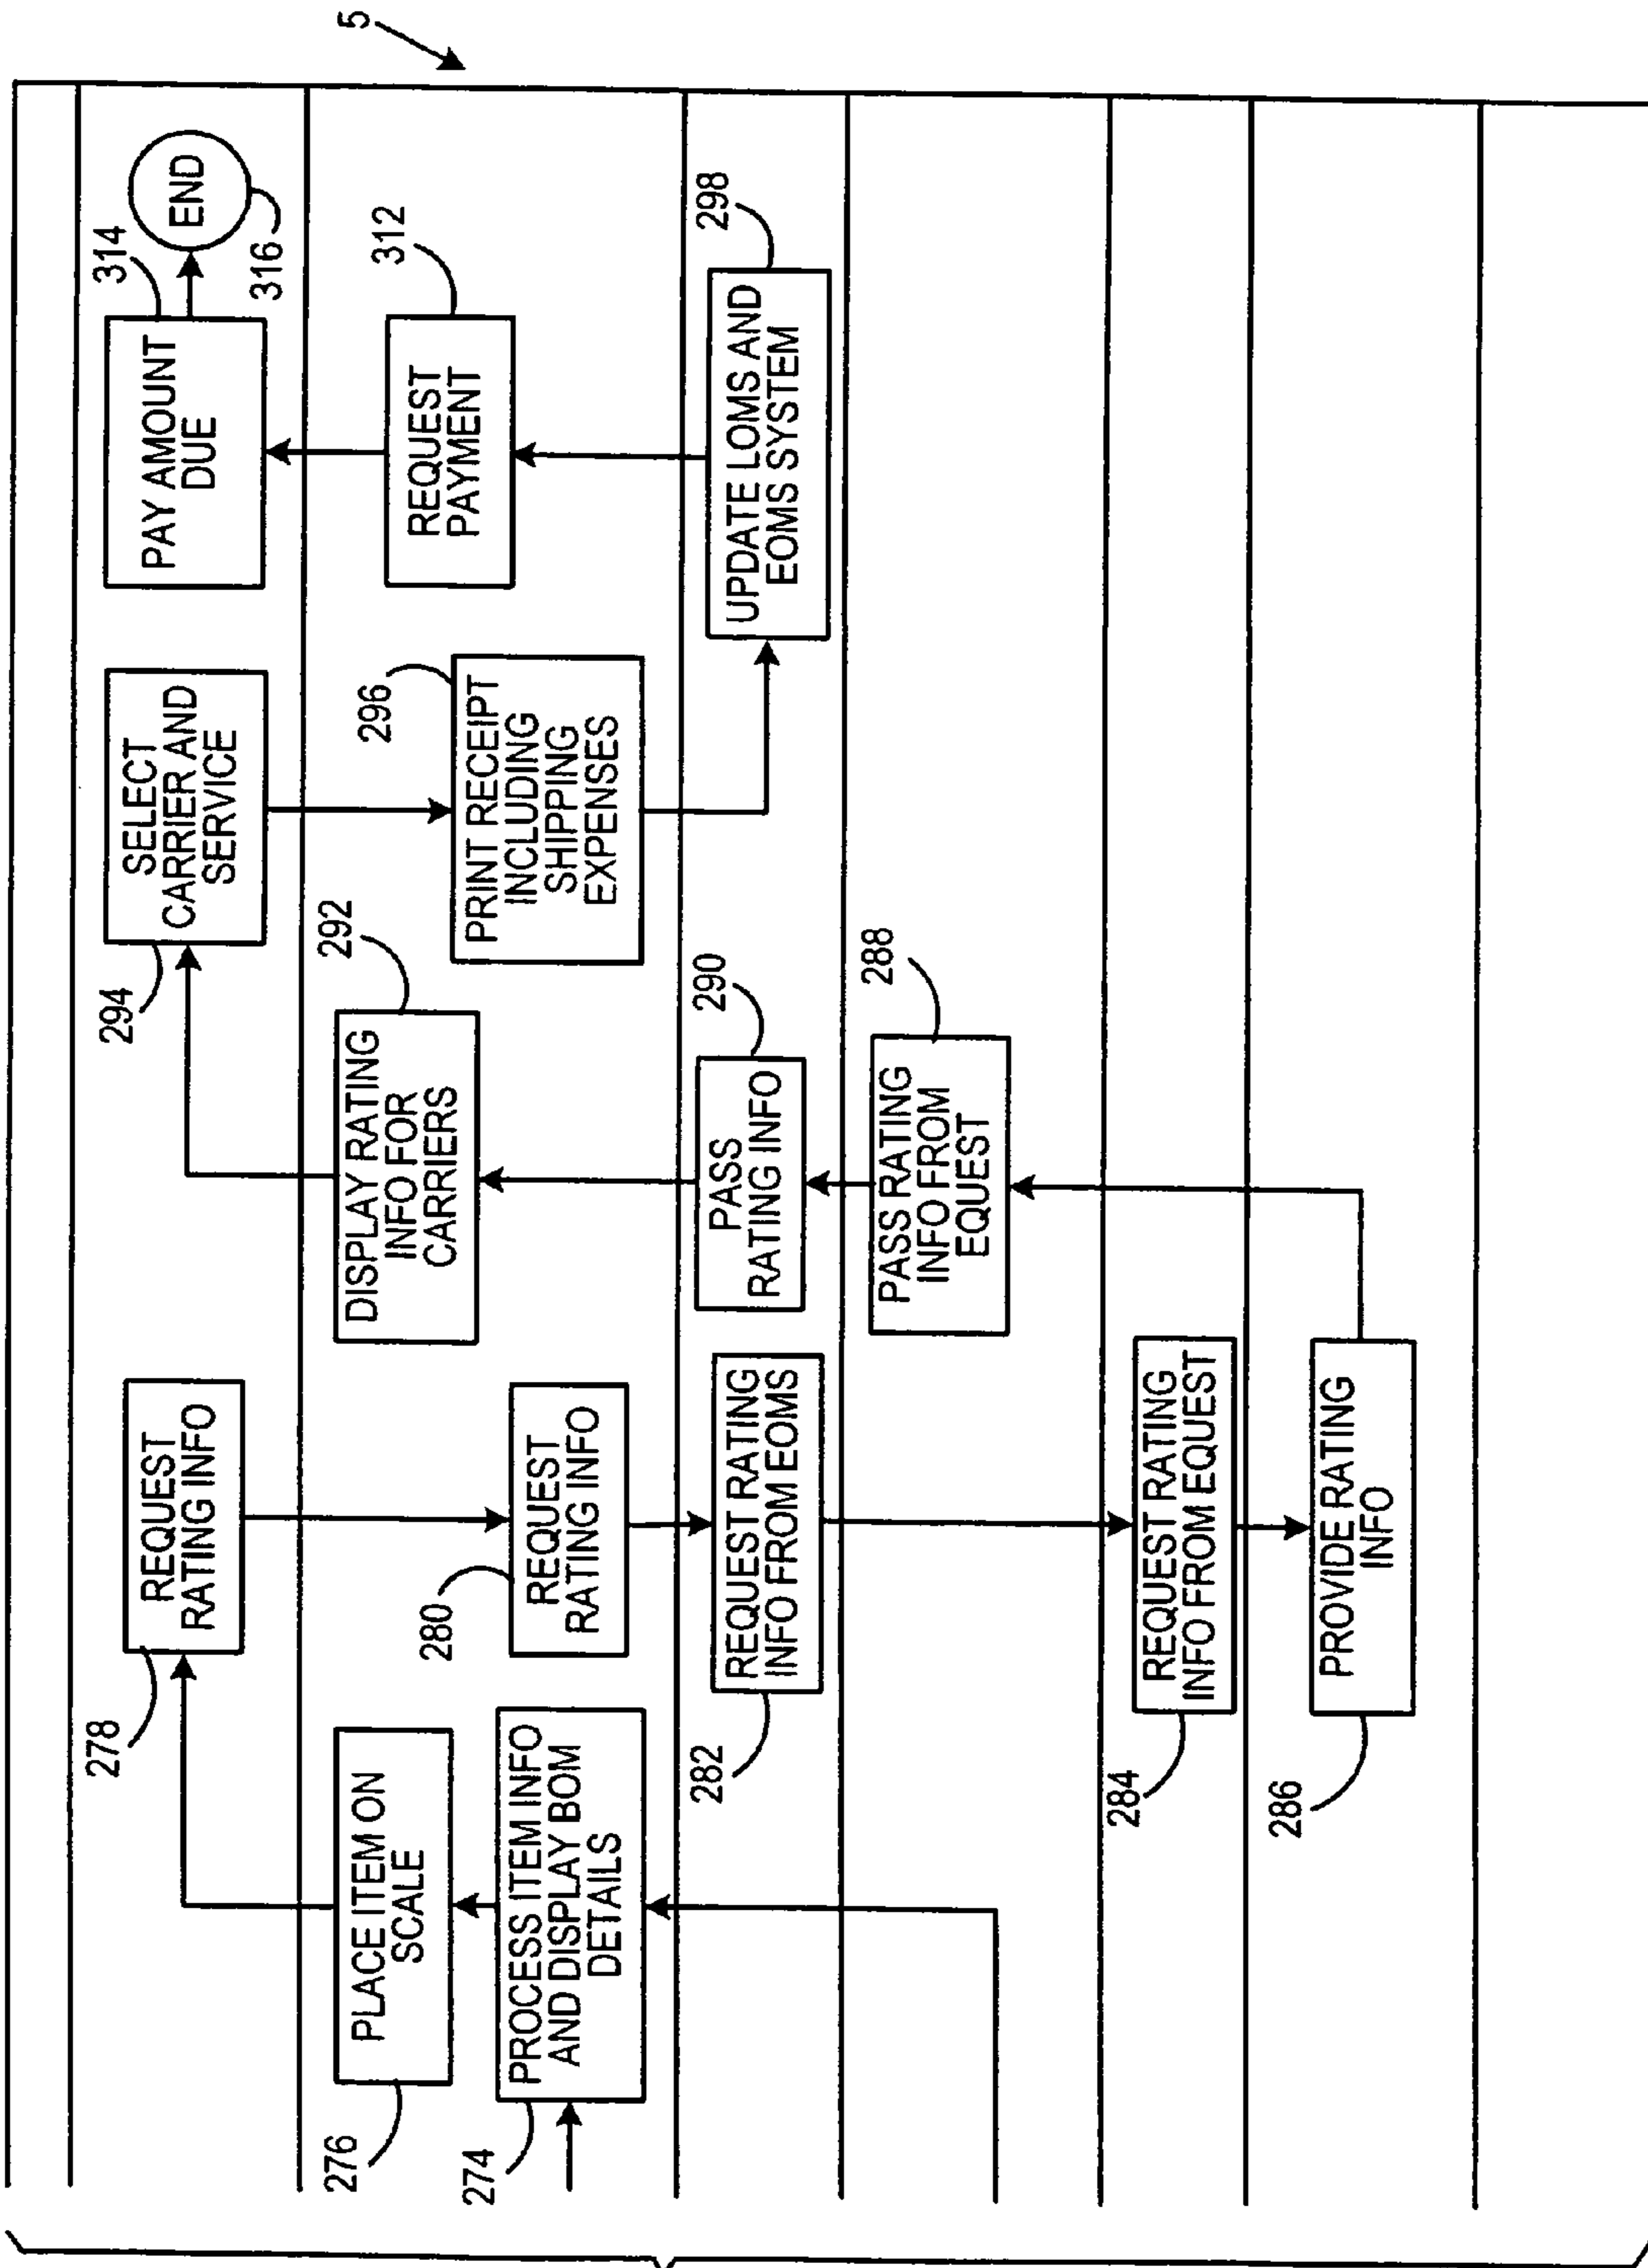 5
314
PAY AMOUNT
DUE
END
316
294
SELECT
CARRIER AND
SERVICE
278
REQUEST
RATING INFO
276
PLACE ITEM ON
SCALE
274
PROCESS ITEM INFO
AND DISPLAY BOM
DETAILS
280
REQUEST
RATING INFO
292
DISPLAY RATING
INFO FOR
CARRIERS
296
PRINT RECEIPT
INCLUDING
SHIPPING
EXPENSES
312
REQUEST
PAYMENT
282
REQUEST RATING
INFO FROM EOMS
290
PASS
RATING INFO
298
UPDATE LOMS AND
EOMS SYSTEM
288
PASS RATING
INFO FROM
EQUEST
284
REQUEST RATING
INFO FROM EQUEST
286
PROVIDE RATING
INFO